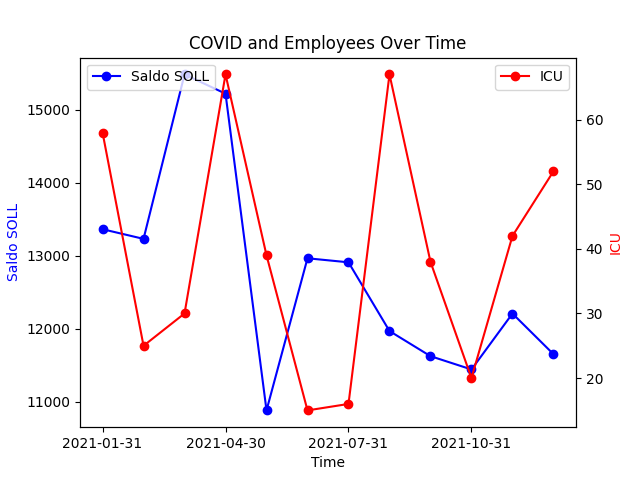 COVID and Employees Over Time
Saldo SOLL
ICU
15000
14000
13000
12000
11000
Saldo SOLL
60
50
40
30
20
ICU
2021-01-31
2021-04-30
2021-07-31
2021-10-31
Time